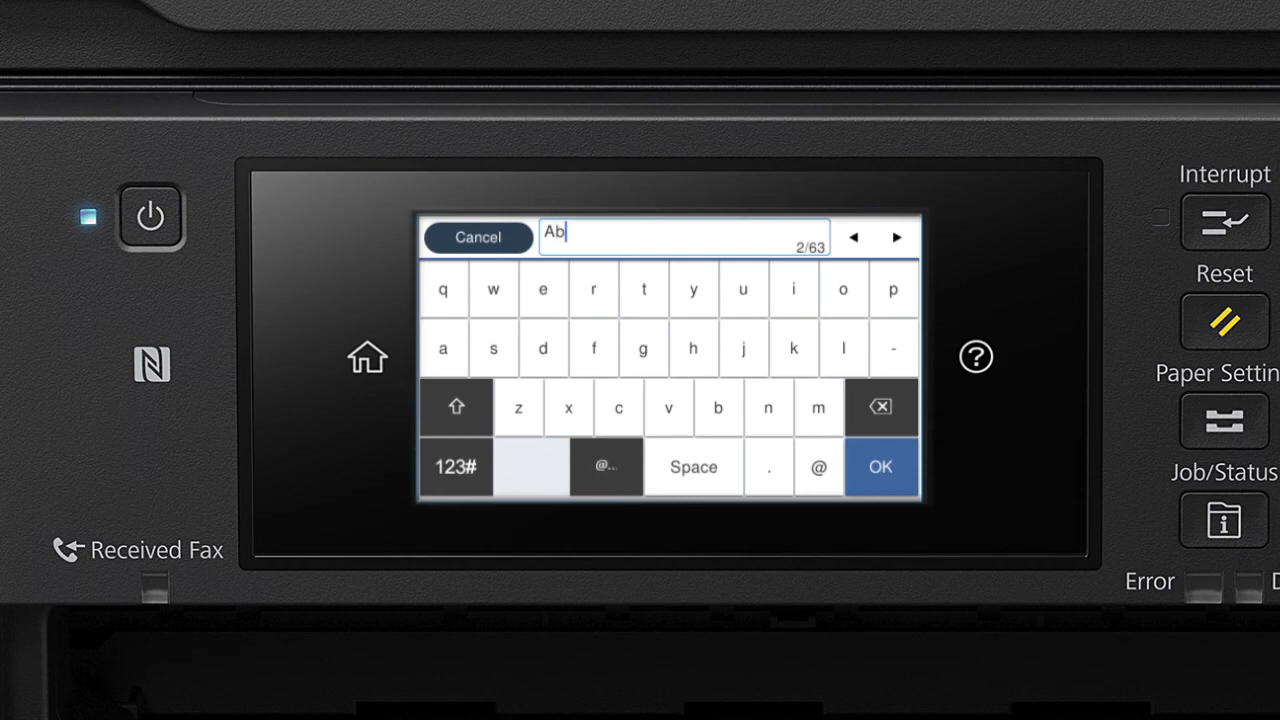 Interrupt
Cancel
Ab
2/63
◄ ►
Reset
q w e r t y u i o p
a s d f g h j k l -
Paper Settin
z x c v b n m
123# @... Space . @ OK
Job/Status
Received Fax
Error
D